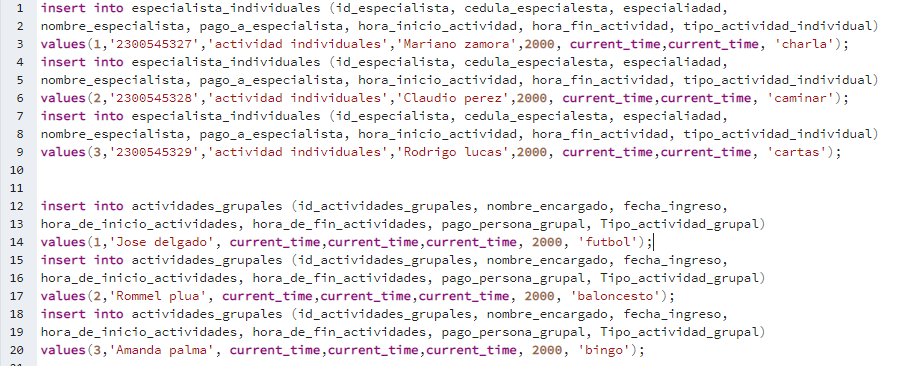 1 insert into especialista_individuales (id_especialista, cedula_especialesta, especialiadad,
2 nombre_especialista, pago_a_especialista, hora_inicio_actividad, hora_fin_actividad, tipo_actividad_individual)
3 values(1,'2300545327','actividad individuales','Mariano zamora',2000, current_time,current_time, 'charla');
4 insert into especialista_individuales (id_especialista, cedula_especialesta, especialiadad,
5 nombre_especialista, pago_a_especialista, hora_inicio_actividad, hora_fin_actividad, tipo_actividad_individual)
6 values(2,'2300545328','actividad individuales','Claudio perez',2000, current_time,current_time, 'caminar');
7 insert into especialista_individuales (id_especialista, cedula_especialesta, especialiadad,
8 nombre_especialista, pago_a_especialista, hora_inicio_actividad, hora_fin_actividad, tipo_actividad_individual)
9 values(3,'2300545329','actividad individuales','Rodrigo lucas',2000, current_time,current_time, 'cartas');
10
11
12 insert into actividades_grupales (id_actividades_grupales, nombre_encargado, fecha_ingreso,
13 hora_de_inicio_actividades, hora_de_fin_actividades, pago_persona_grupal, Tipo_actividad_grupal)
14 values(1,'Jose delgado', current_time,current_time,current_time, 2000, 'futbol');
15 insert into actividades_grupales (id_actividades_grupales, nombre_encargado, fecha_ingreso,
16 hora_de_inicio_actividades, hora_de_fin_actividades, pago_persona_grupal, Tipo_actividad_grupal)
17 values(2,'Rommel plua', current_time,current_time,current_time, 2000, 'baloncesto');
18 insert into actividades_grupales (id_actividades_grupales, nombre_encargado, fecha_ingreso,
19 hora_de_inicio_actividades, hora_de_fin_actividades, pago_persona_grupal, Tipo_actividad_grupal)
20 values(3,'Amanda palma', current_time,current_time,current_time, 2000, 'bingo');